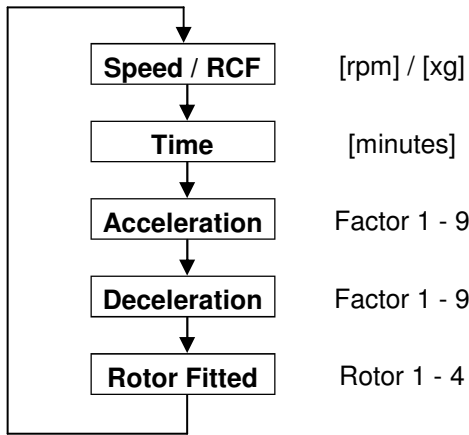 Speed / RCF [rpm] / [xg]
Time [minutes]
Acceleration Factor 1 - 9
Deceleration Factor 1 - 9
Rotor Fitted Rotor 1 - 4